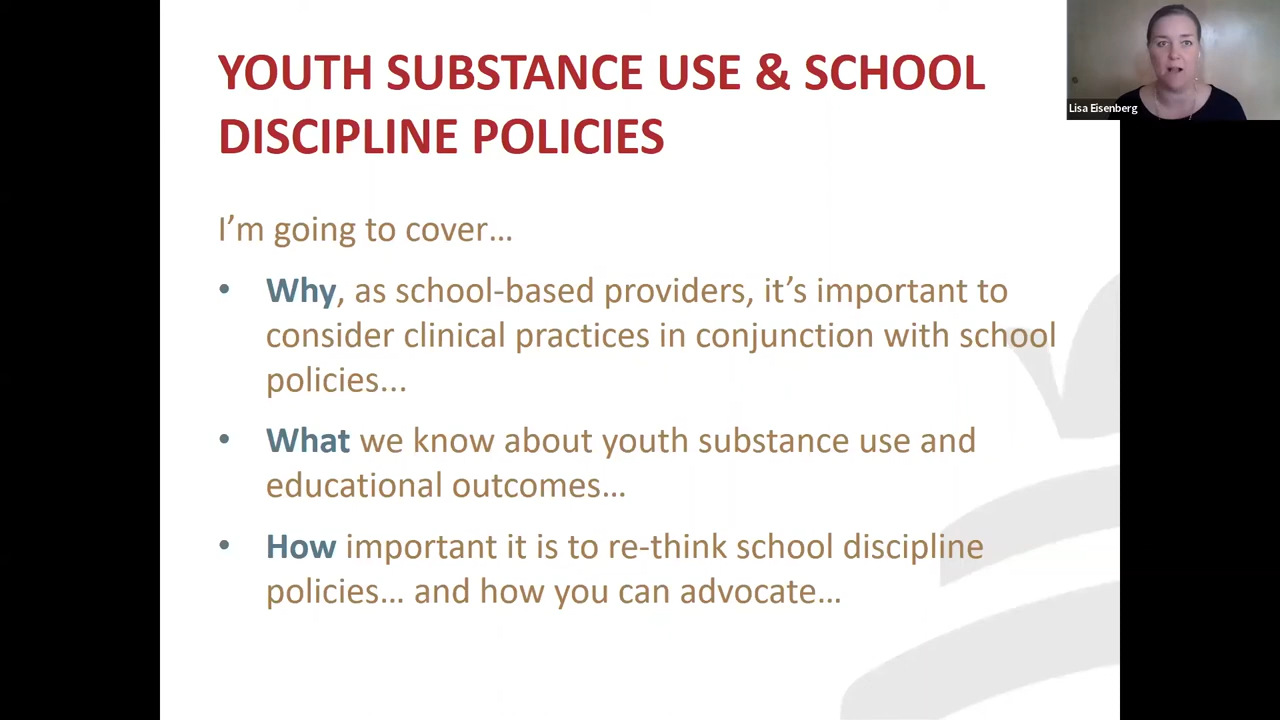 YOUTH SUBSTANCE USE & SCHOOL
DISCIPLINE POLICIES
Lisa Eisenberg
I’m going to cover…
• Why, as school-based providers, it’s important to
consider clinical practices in conjunction with school
policies...
• What we know about youth substance use and
educational outcomes…
• How important it is to re-think school discipline
policies… and how you can advocate…